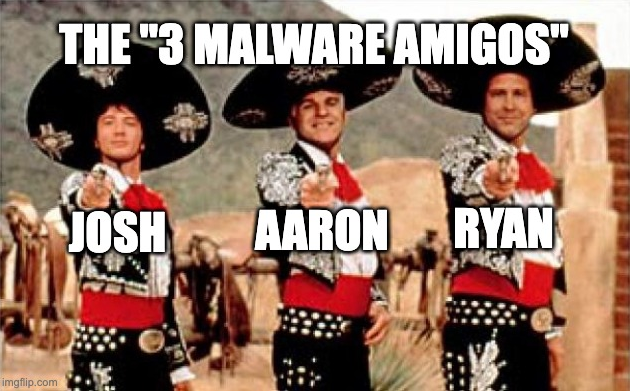 THE "3 MALWARE AMIGOS"
JOSH
AARON
RYAN
imgflip.com